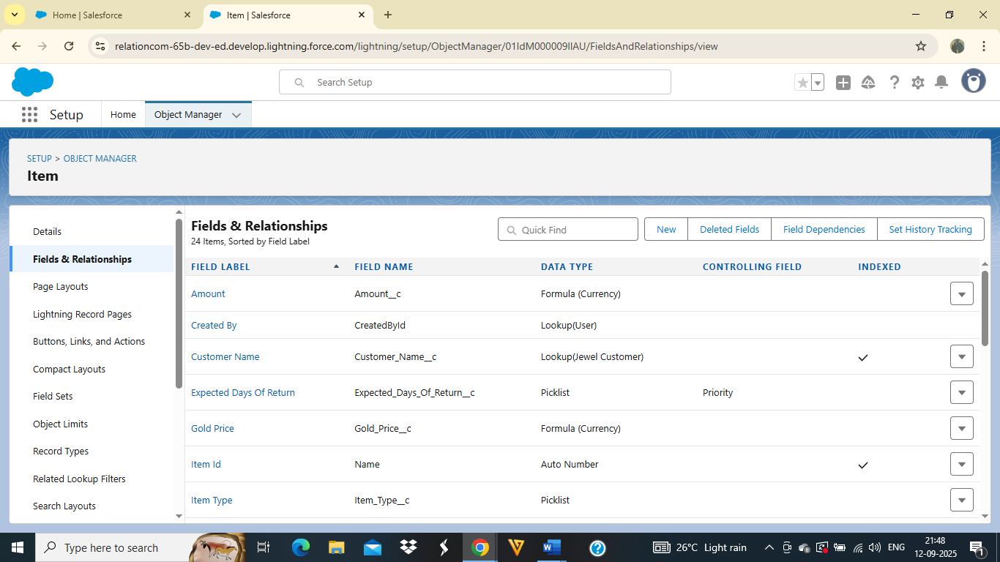 Home | Salesforce
Item | Salesforce
relationcom-65b-dev-ed.develop.lightning.force.com/lightning/setup/ObjectManager/01IdM000009IIAU/FieldsAndRelationships/view
Search Setup
Setup
Home
Object Manager
SETUP > OBJECT MANAGER
Item
Details
Fields & Relationships
Page Layouts
Lightning Record Pages
Buttons, Links, and Actions
Compact Layouts
Field Sets
Object Limits
Record Types
Related Lookup Filters
Search Layouts
Fields & Relationships
24 Items, Sorted by Field Label
Quick Find
New
Deleted Fields
Field Dependencies
Set History Tracking
FIELD LABEL FIELD NAME DATA TYPE CONTROLLING FIELD INDEXED
Amount Amount__c Formula (Currency)
Created By CreatedById Lookup(User)
Customer Name Customer_Name__c Lookup(Jewel Customer)
Expected Days Of Return Expected_Days_Of_Return__c Picklist Priority
Gold Price Gold_Price__c Formula (Currency)
Item Id Name Auto Number
Item Type Item_Type__c Picklist
Type here to search
26°C Light rain
ENG
21:48
12-09-2025
1